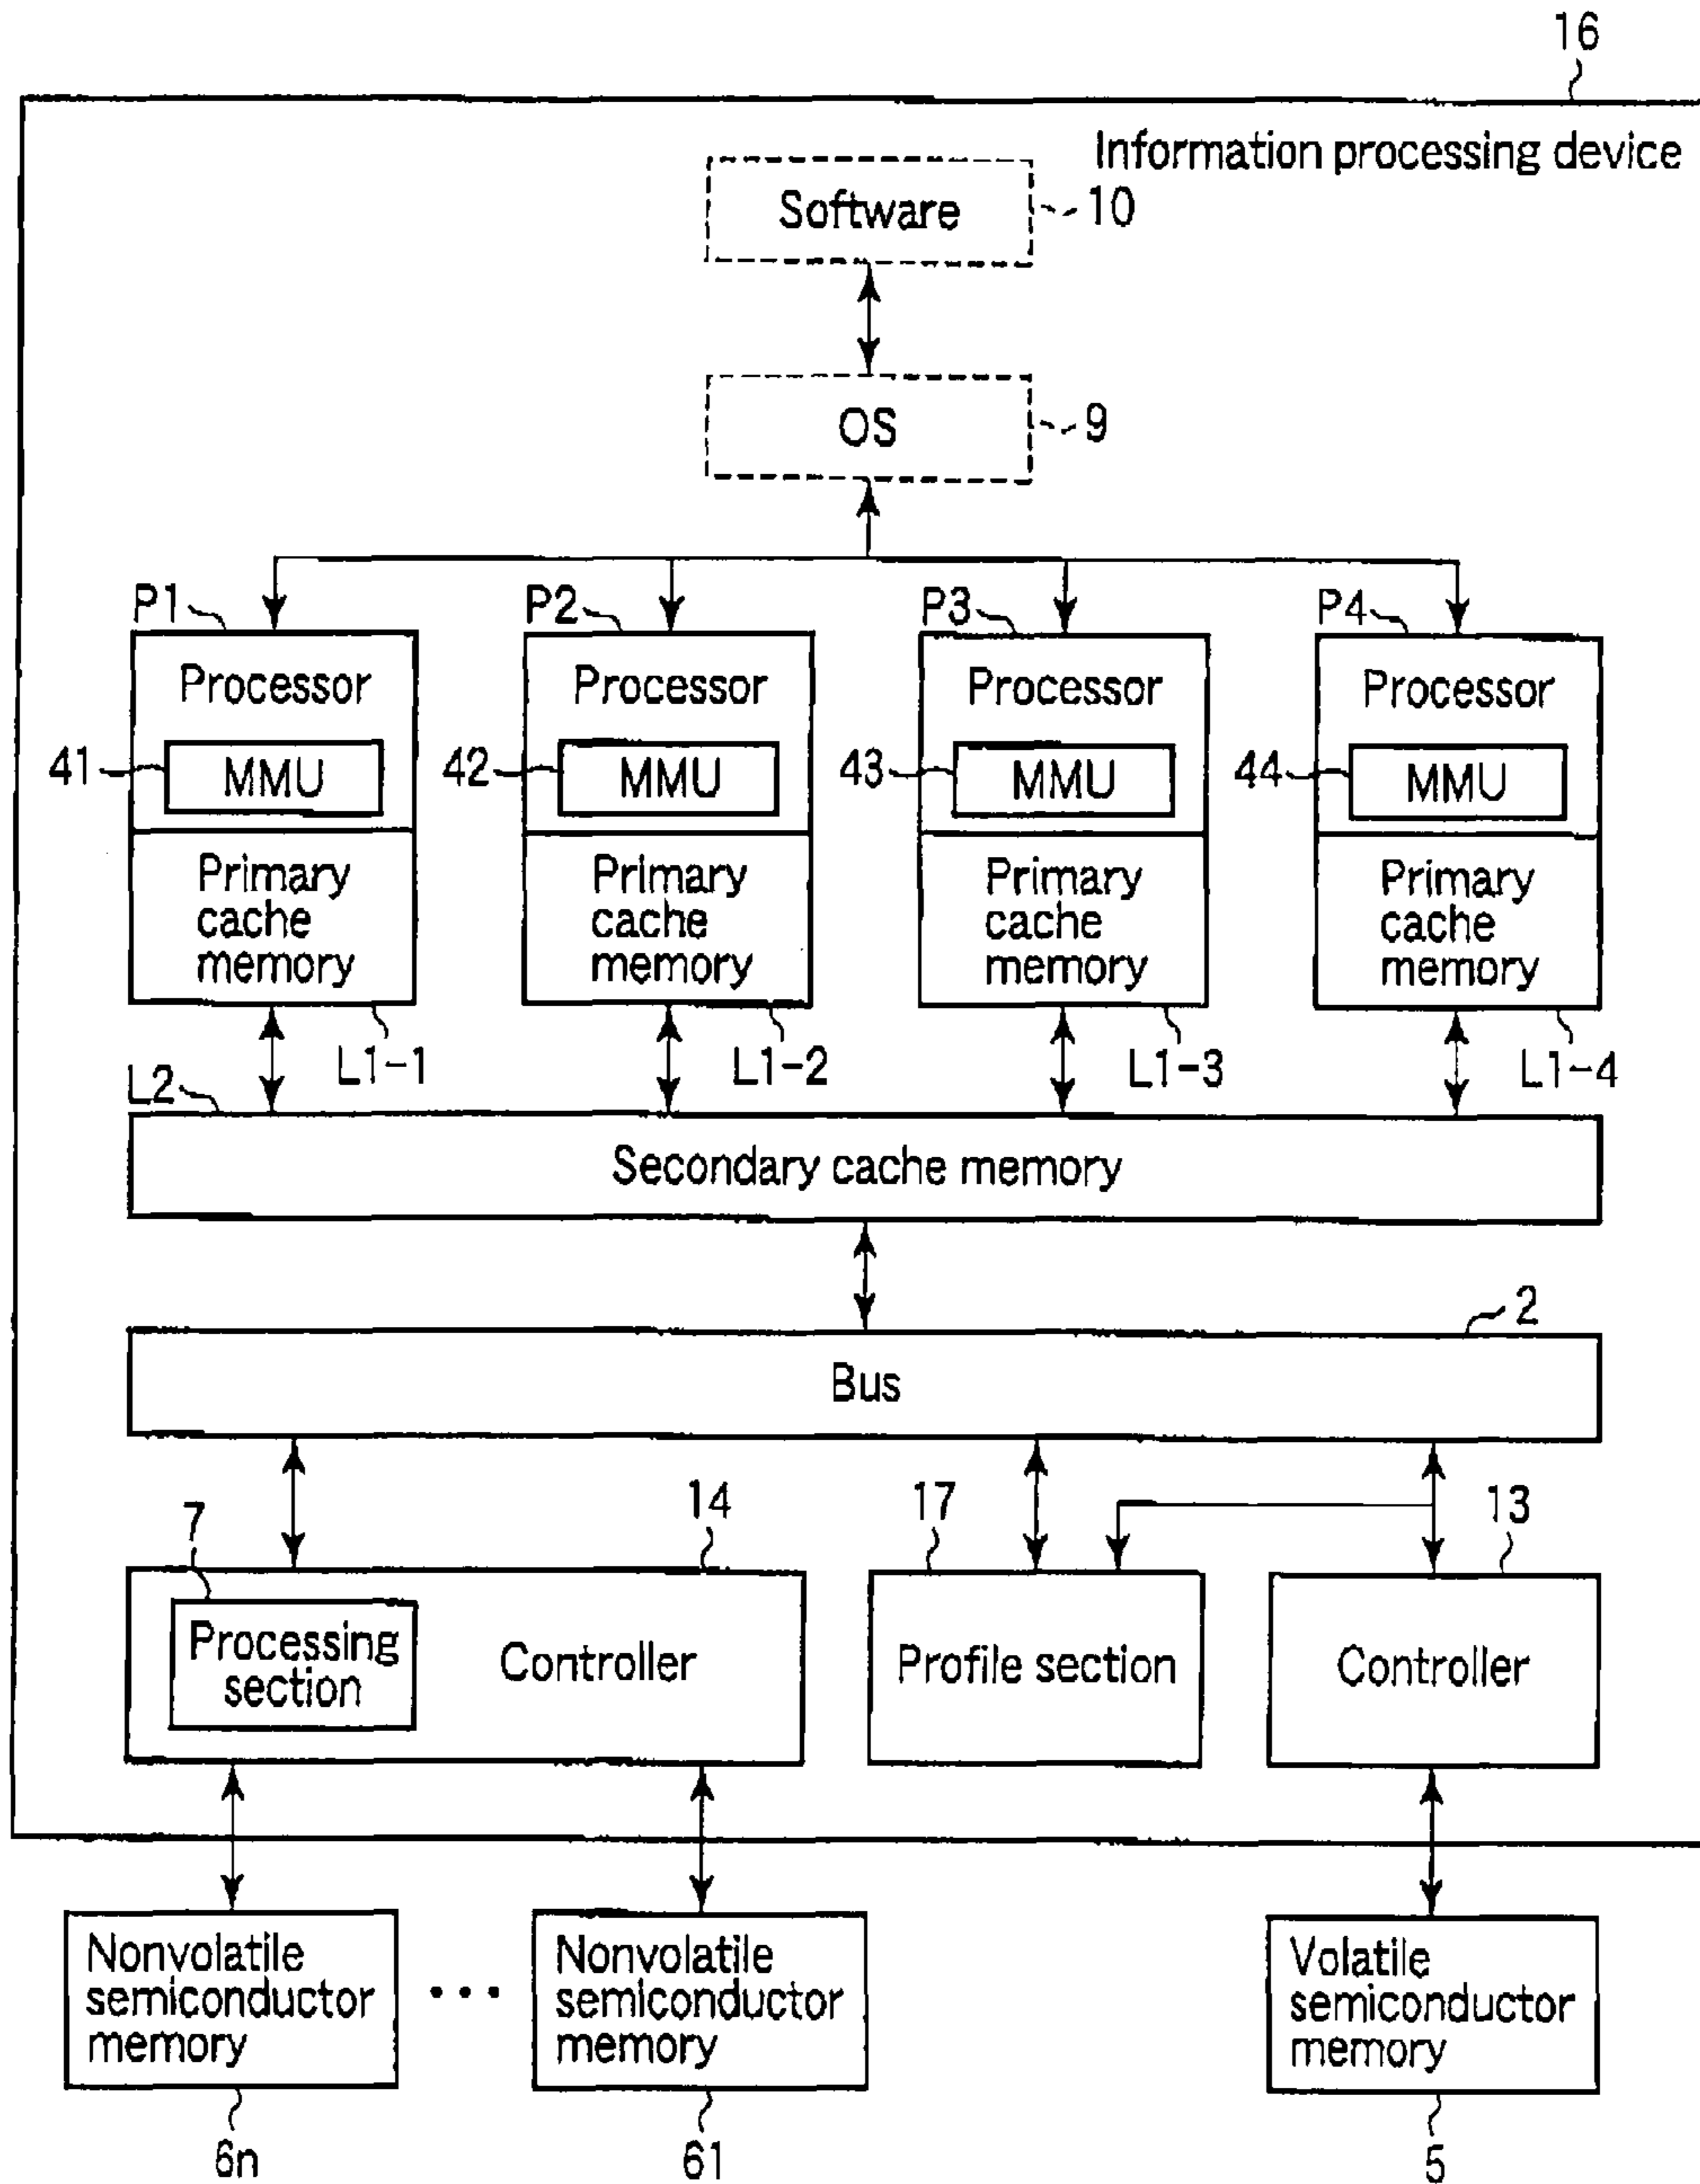 16
Information processing device
Software
10
OS
9
P1
P2
P3
P4
Processor
Processor
Processor
Processor
41
MMU
42
MMU
43
MMU
44
MMU
Primary
cache
memory
Primary
cache
memory
Primary
cache
memory
Primary
cache
memory
L1-1
L1-2
L1-3
L1-4
L2
Secondary cache memory
2
Bus
7
14
17
13
Processing
section
Controller
Profile section
Controller
Nonvolatile
semiconductor
memory
• • •
Nonvolatile
semiconductor
memory
Volatile
semiconductor
memory
6n
61
5